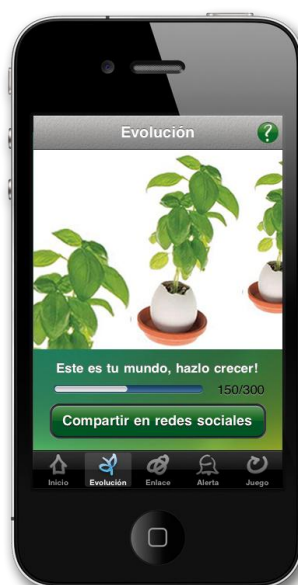 Evolución
?
Este es tu mundo, hazlo crecer!
150/300
Compartir en redes sociales
Inicio Evolución Enlace Alerta Juego